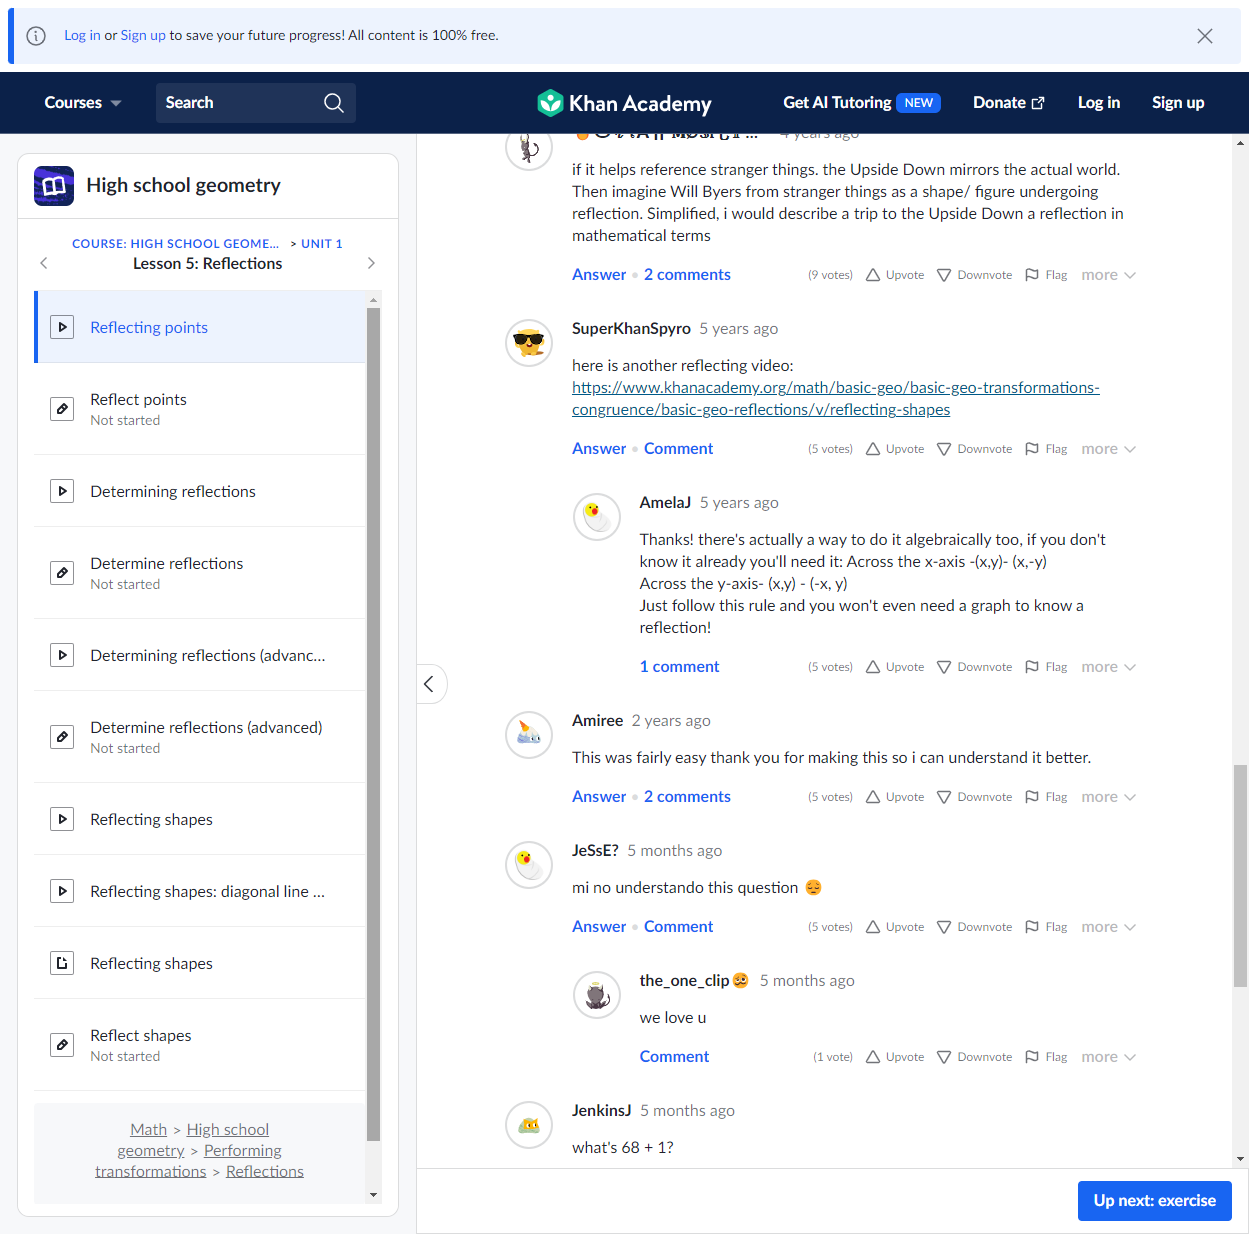 Log in or Sign up to save your future progress! All content is 100% free.
Courses
Search
Khan Academy
Get AI Tutoring NEW
Donate
Log in
Sign up
High school geometry
COURSE: HIGH SCHOOL GEOME... > UNIT 1
Lesson 5: Reflections
Reflecting points
Reflect points
Not started
Determining reflections
Determine reflections
Not started
Determining reflections (advanc...
Determine reflections (advanced)
Not started
Reflecting shapes
Reflecting shapes: diagonal line ...
Reflecting shapes
Reflect shapes
Not started
Math > High school
geometry > Performing
transformations > Reflections
4 years ago
if it helps reference stranger things. the Upside Down mirrors the actual world.
Then imagine Will Byers from stranger things as a shape/ figure undergoing
reflection. Simplified, i would describe a trip to the Upside Down a reflection in
mathematical terms
Answer • 2 comments (9 votes) Upvote Downvote Flag more
SuperKhanSpyro 5 years ago
here is another reflecting video:
https://www.khanacademy.org/math/basic-geo/basic-geo-transformations-
congruence/basic-geo-reflections/v/reflecting-shapes
Answer • Comment (5 votes) Upvote Downvote Flag more
AmelaJ 5 years ago
Thanks! there's actually a way to do it algebraically too, if you don't
know it already you'll need it: Across the x-axis -(x,y)- (x,-y)
Across the y-axis- (x,y) - (-x, y)
Just follow this rule and you won't even need a graph to know a
reflection!
1 comment (5 votes) Upvote Downvote Flag more
Amiree 2 years ago
This was fairly easy thank you for making this so i can understand it better.
Answer • 2 comments (5 votes) Upvote Downvote Flag more
JeSsE? 5 months ago
mi no understando this question 😔
Answer • Comment (5 votes) Upvote Downvote Flag more
the_one_clip🥴 5 months ago
we love u
Comment (1 vote) Upvote Downvote Flag more
JenkinsJ 5 months ago
what's 68 + 1?
Up next: exercise